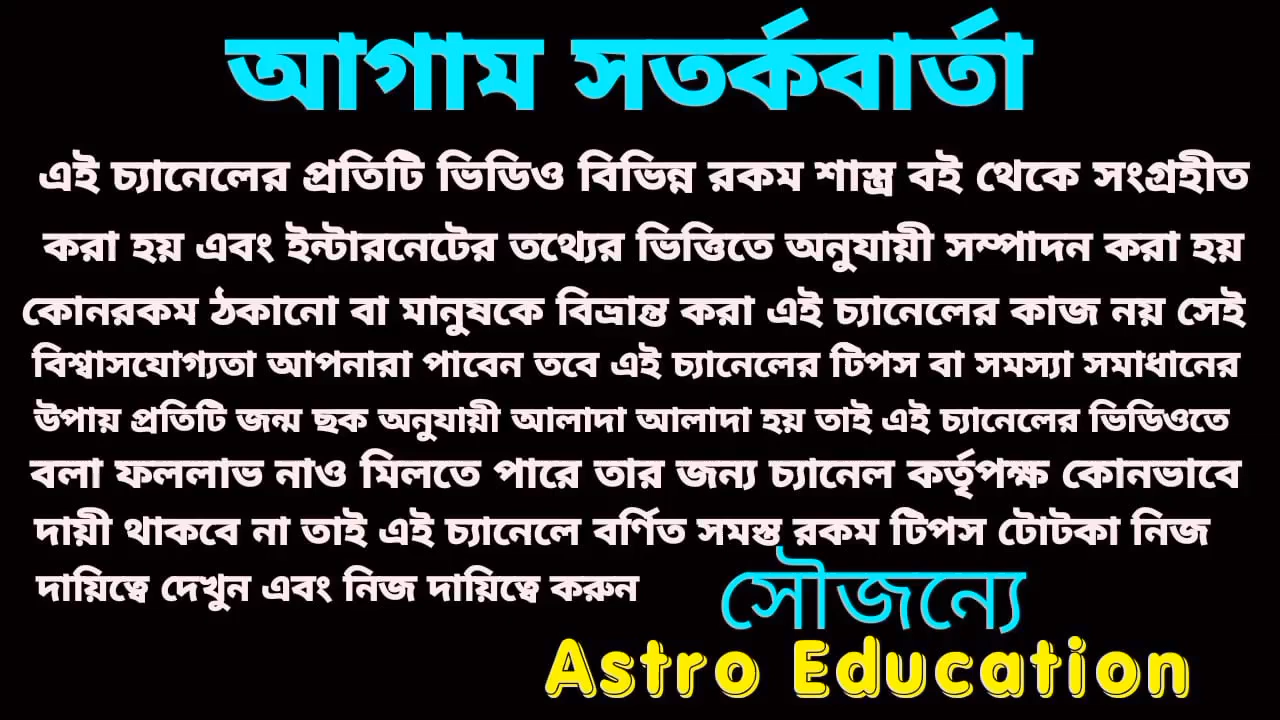 আগাম সতর্কবার্তা
এই চ্যানেলের প্রতিটি ভিডিও বিভিন্ন রকম শাস্ত্র বই থেকে সংগ্রহীত
করা হয় এবং ইন্টারনেটের তথ্যের ভিত্তিতে অনুযায়ী সম্পাদন করা হয়
কোনরকম ঠকানো বা মানুষকে বিভ্রান্ত করা এই চ্যানেলের কাজ নয় সেই
বিশ্বাসযোগ্যতা আপনারা পাবেন তবে এই চ্যানেলের টিপস বা সমস্যা সমাধানের
উপায় প্রতিটি জন্ম ছক অনুযায়ী আলাদা আলাদা হয় তাই এই চ্যানেলের ভিডিওতে
বলা ফললাভ নাও মিলতে পারে তার জন্য চ্যানেল কর্তৃপক্ষ কোনভাবে
দায়ী থাকবে না তাই এই চ্যানেলে বর্ণিত সমস্ত রকম টিপস টোটকা নিজ
দায়িত্বে দেখুন এবং নিজ দায়িত্বে করুন
সৌজন্যে
Astro Education